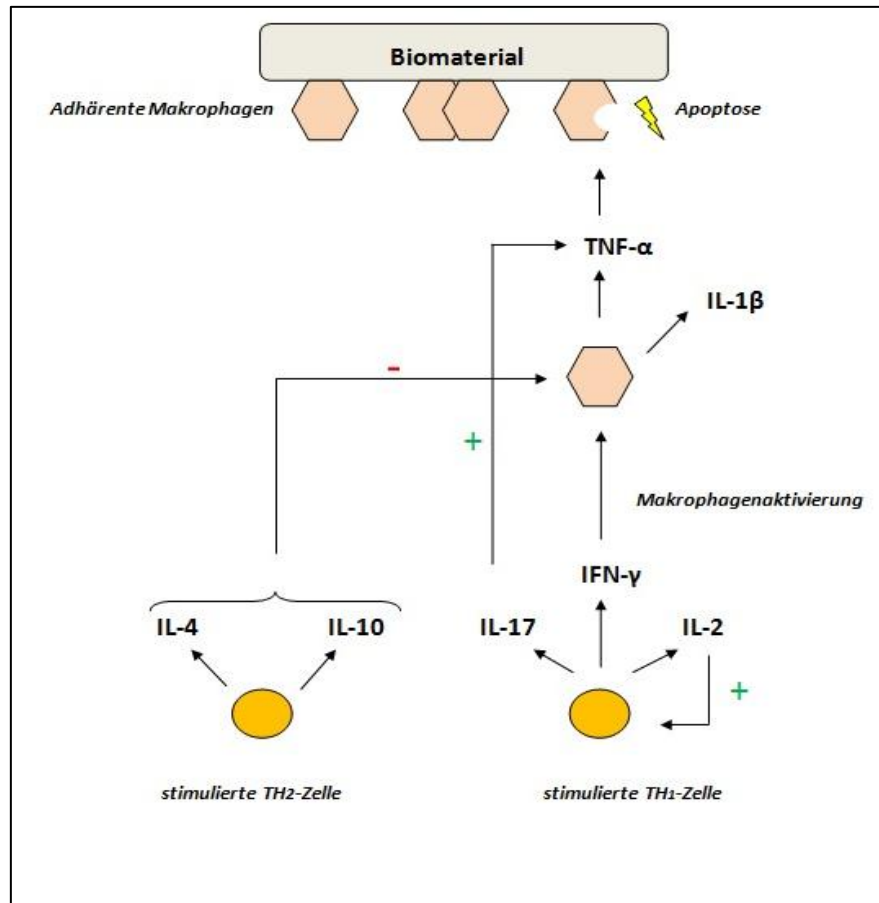 Biomaterial
Adhärente Makrophagen
Apoptose
TNF-α
IL-1β
-
+
Makrophagenaktivierung
IFN-γ
IL-4
IL-10
IL-17
IL-2
+
stimulierte TH2-Zelle
stimulierte TH1-Zelle